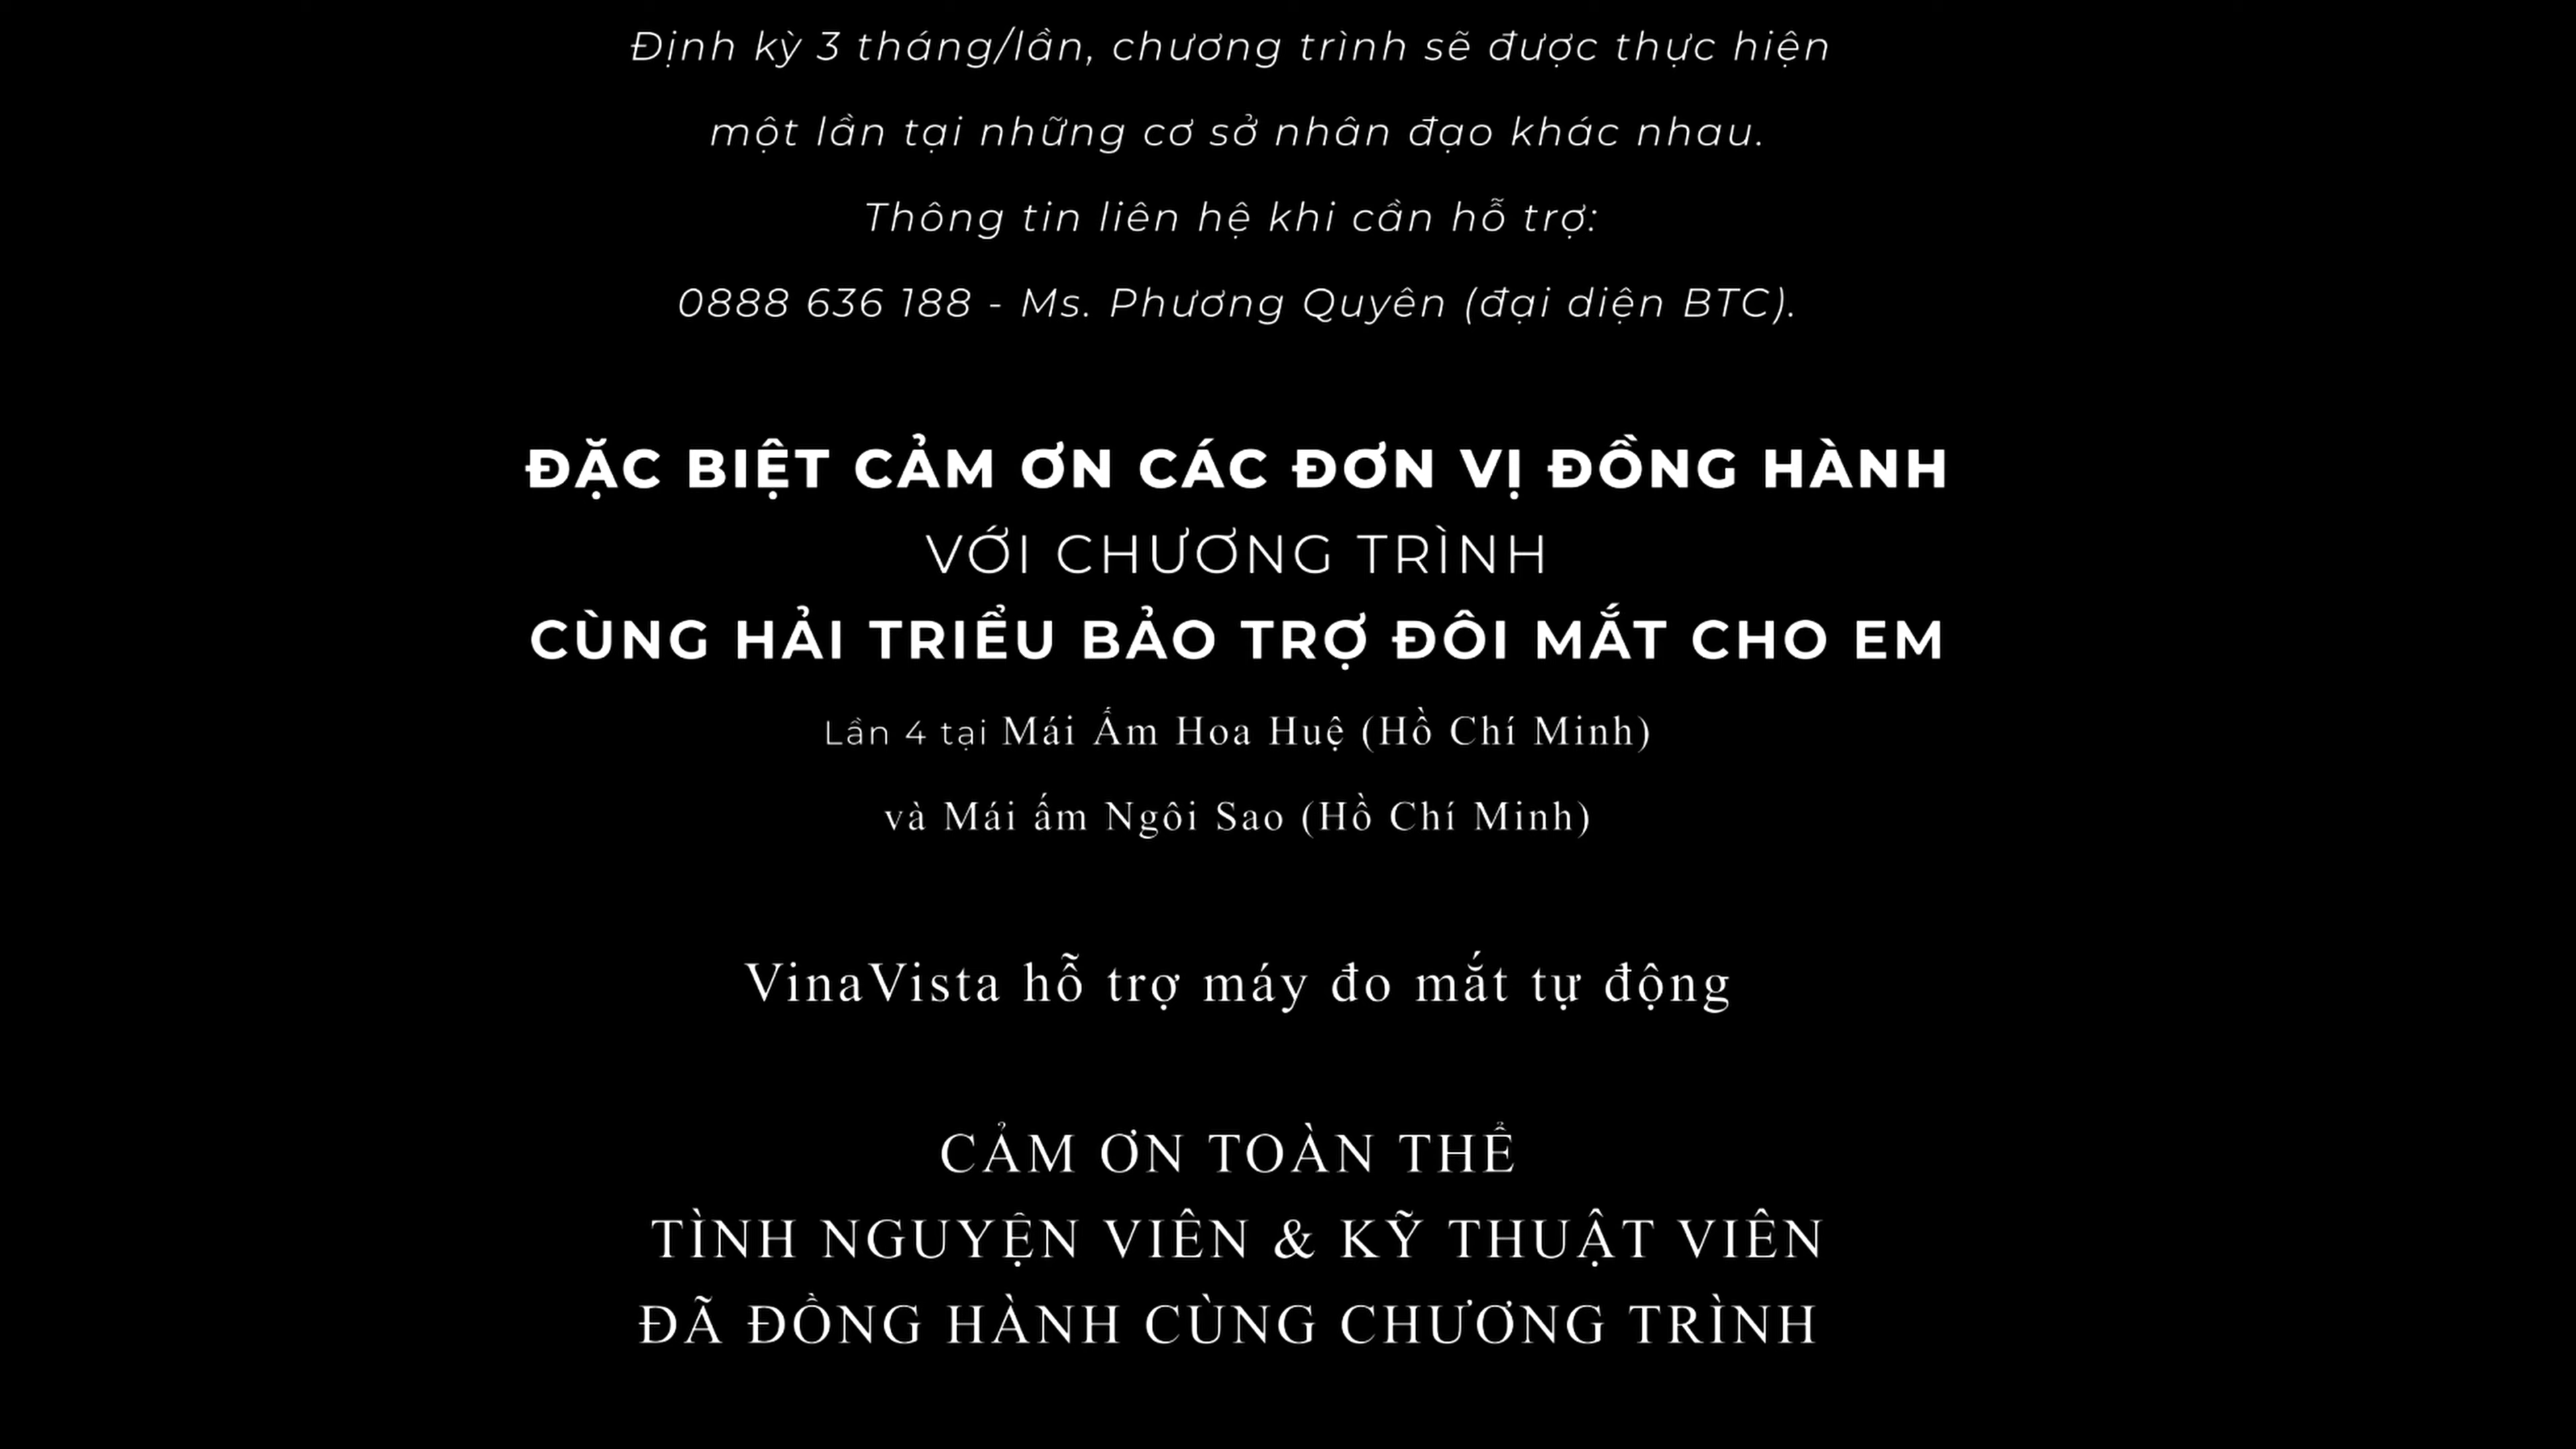 Định kỳ 3 tháng/lần, chương trình sẽ được thực hiện
một lần tại những cơ sở nhân đạo khác nhau.
Thông tin liên hệ khi cần hỗ trợ:
0888 636 188 - Ms. Phương Quyên (đại diện BTC).
ĐẶC BIỆT CẢM ƠN CÁC ĐƠN VỊ ĐỒNG HÀNH
VỚI CHƯƠNG TRÌNH
CÙNG HẢI TRIỂU BẢO TRỢ ĐÔI MẮT CHO EM
Lần 4 tại Mái Ấm Hoa Huệ (Hồ Chí Minh)
và Mái ấm Ngôi Sao (Hồ Chí Minh)
VinaVista hỗ trợ máy đo mắt tự động
CẢM ƠN TOÀN THỂ
TÌNH NGUYỆN VIÊN & KỸ THUẬT VIÊN
ĐÃ ĐỒNG HÀNH CÙNG CHƯƠNG TRÌNH